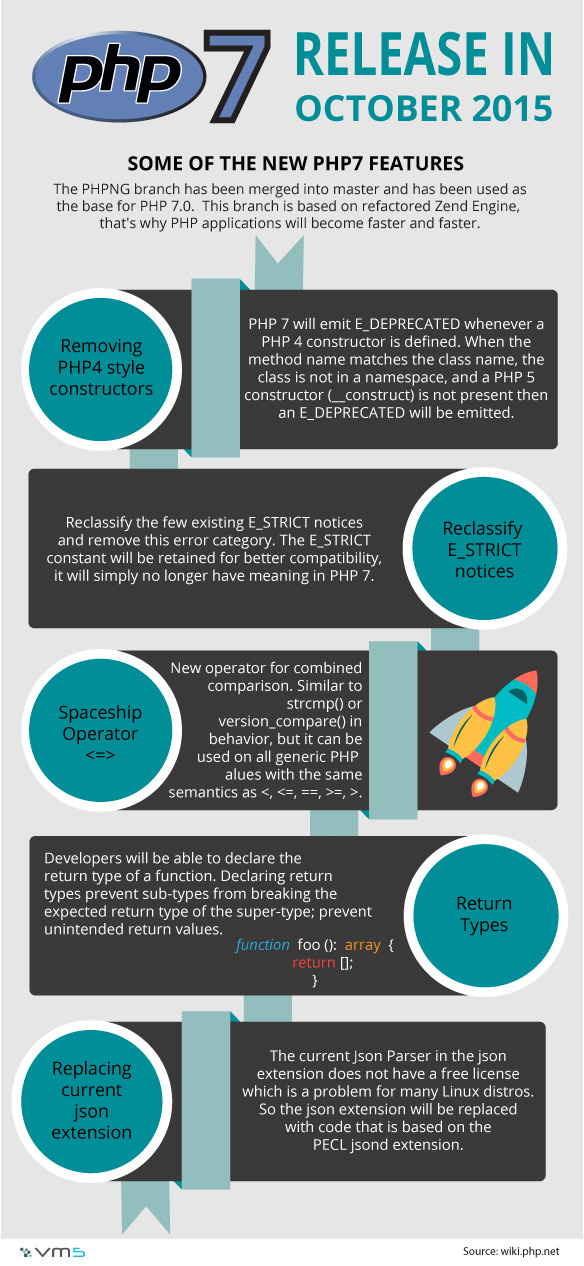 php 7
RELEASE IN
OCTOBER 2015
SOME OF THE NEW PHP7 FEATURES
The PHPNG branch has been merged into master and has been used as
the base for PHP 7.0. This branch is based on refactored Zend Engine,
that's why PHP applications will become faster and faster.
Removing
PHP4 style
constructors
PHP 7 will emit E_DEPRECATED whenever a
PHP 4 constructor is defined. When the
method name matches the class name, the
class is not in a namespace, and a PHP 5
constructor (__construct) is not present then
an E_DEPRECATED will be emitted.
Reclassify the few existing E_STRICT notices
and remove this error category. The E_STRICT
constant will be retained for better compatibility,
it will simply no longer have meaning in PHP 7.
Reclassify
E_STRICT
notices
Spaceship
Operator
<=>
New operator for combined
comparison. Similar to
strcmp() or
version_compare() in
behavior, but it can be
used on all generic PHP
alues with the same
semantics as <, <=, ==, >=, >.
Developers will be able to declare the
return type of a function. Declaring return
types prevent sub-types from breaking the
expected return type of the super-type; prevent
unintended return values.
function foo (): array {
return [];
}
Return
Types
Replacing
current
json
extension
The current Json Parser in the json
extension does not have a free license
which is a problem for many Linux distros.
So the json extension will be replaced
with code that is based on the
PECL jsond extension.
vm5
Source: wiki.php.net